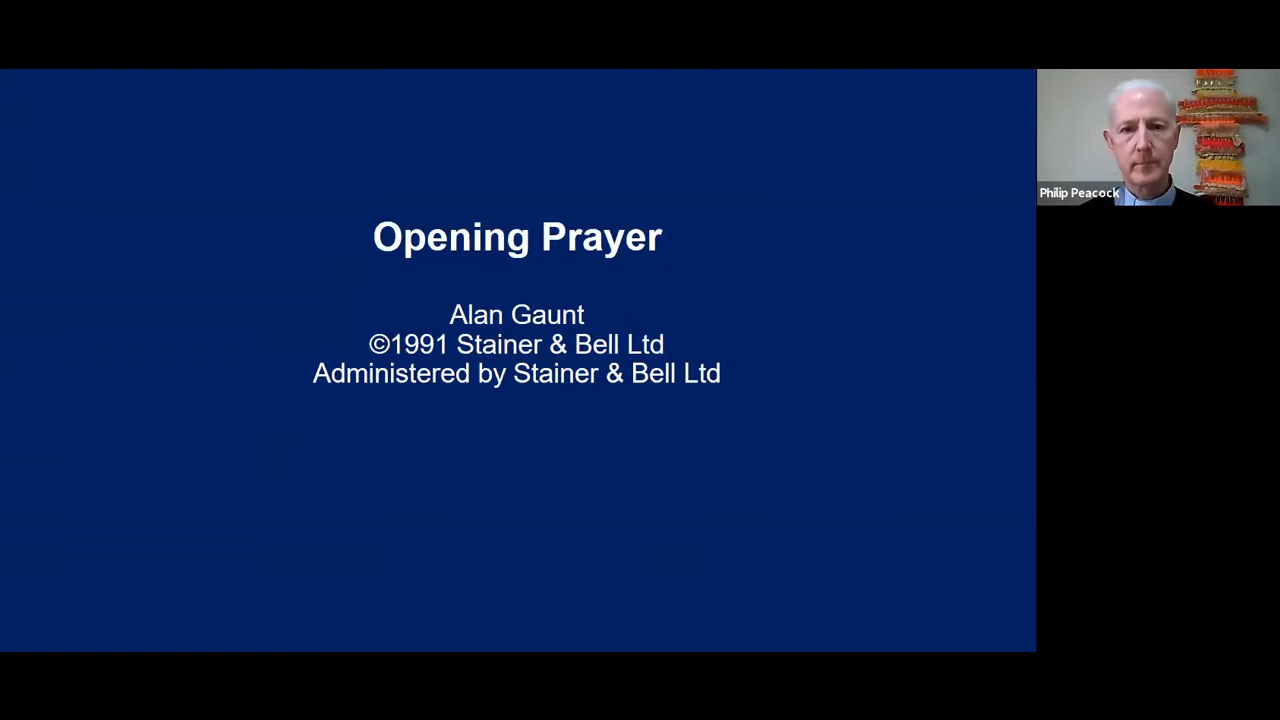 Opening Prayer
Alan Gaunt
©1991 Stainer & Bell Ltd
Administered by Stainer & Bell Ltd
Philip Peacock